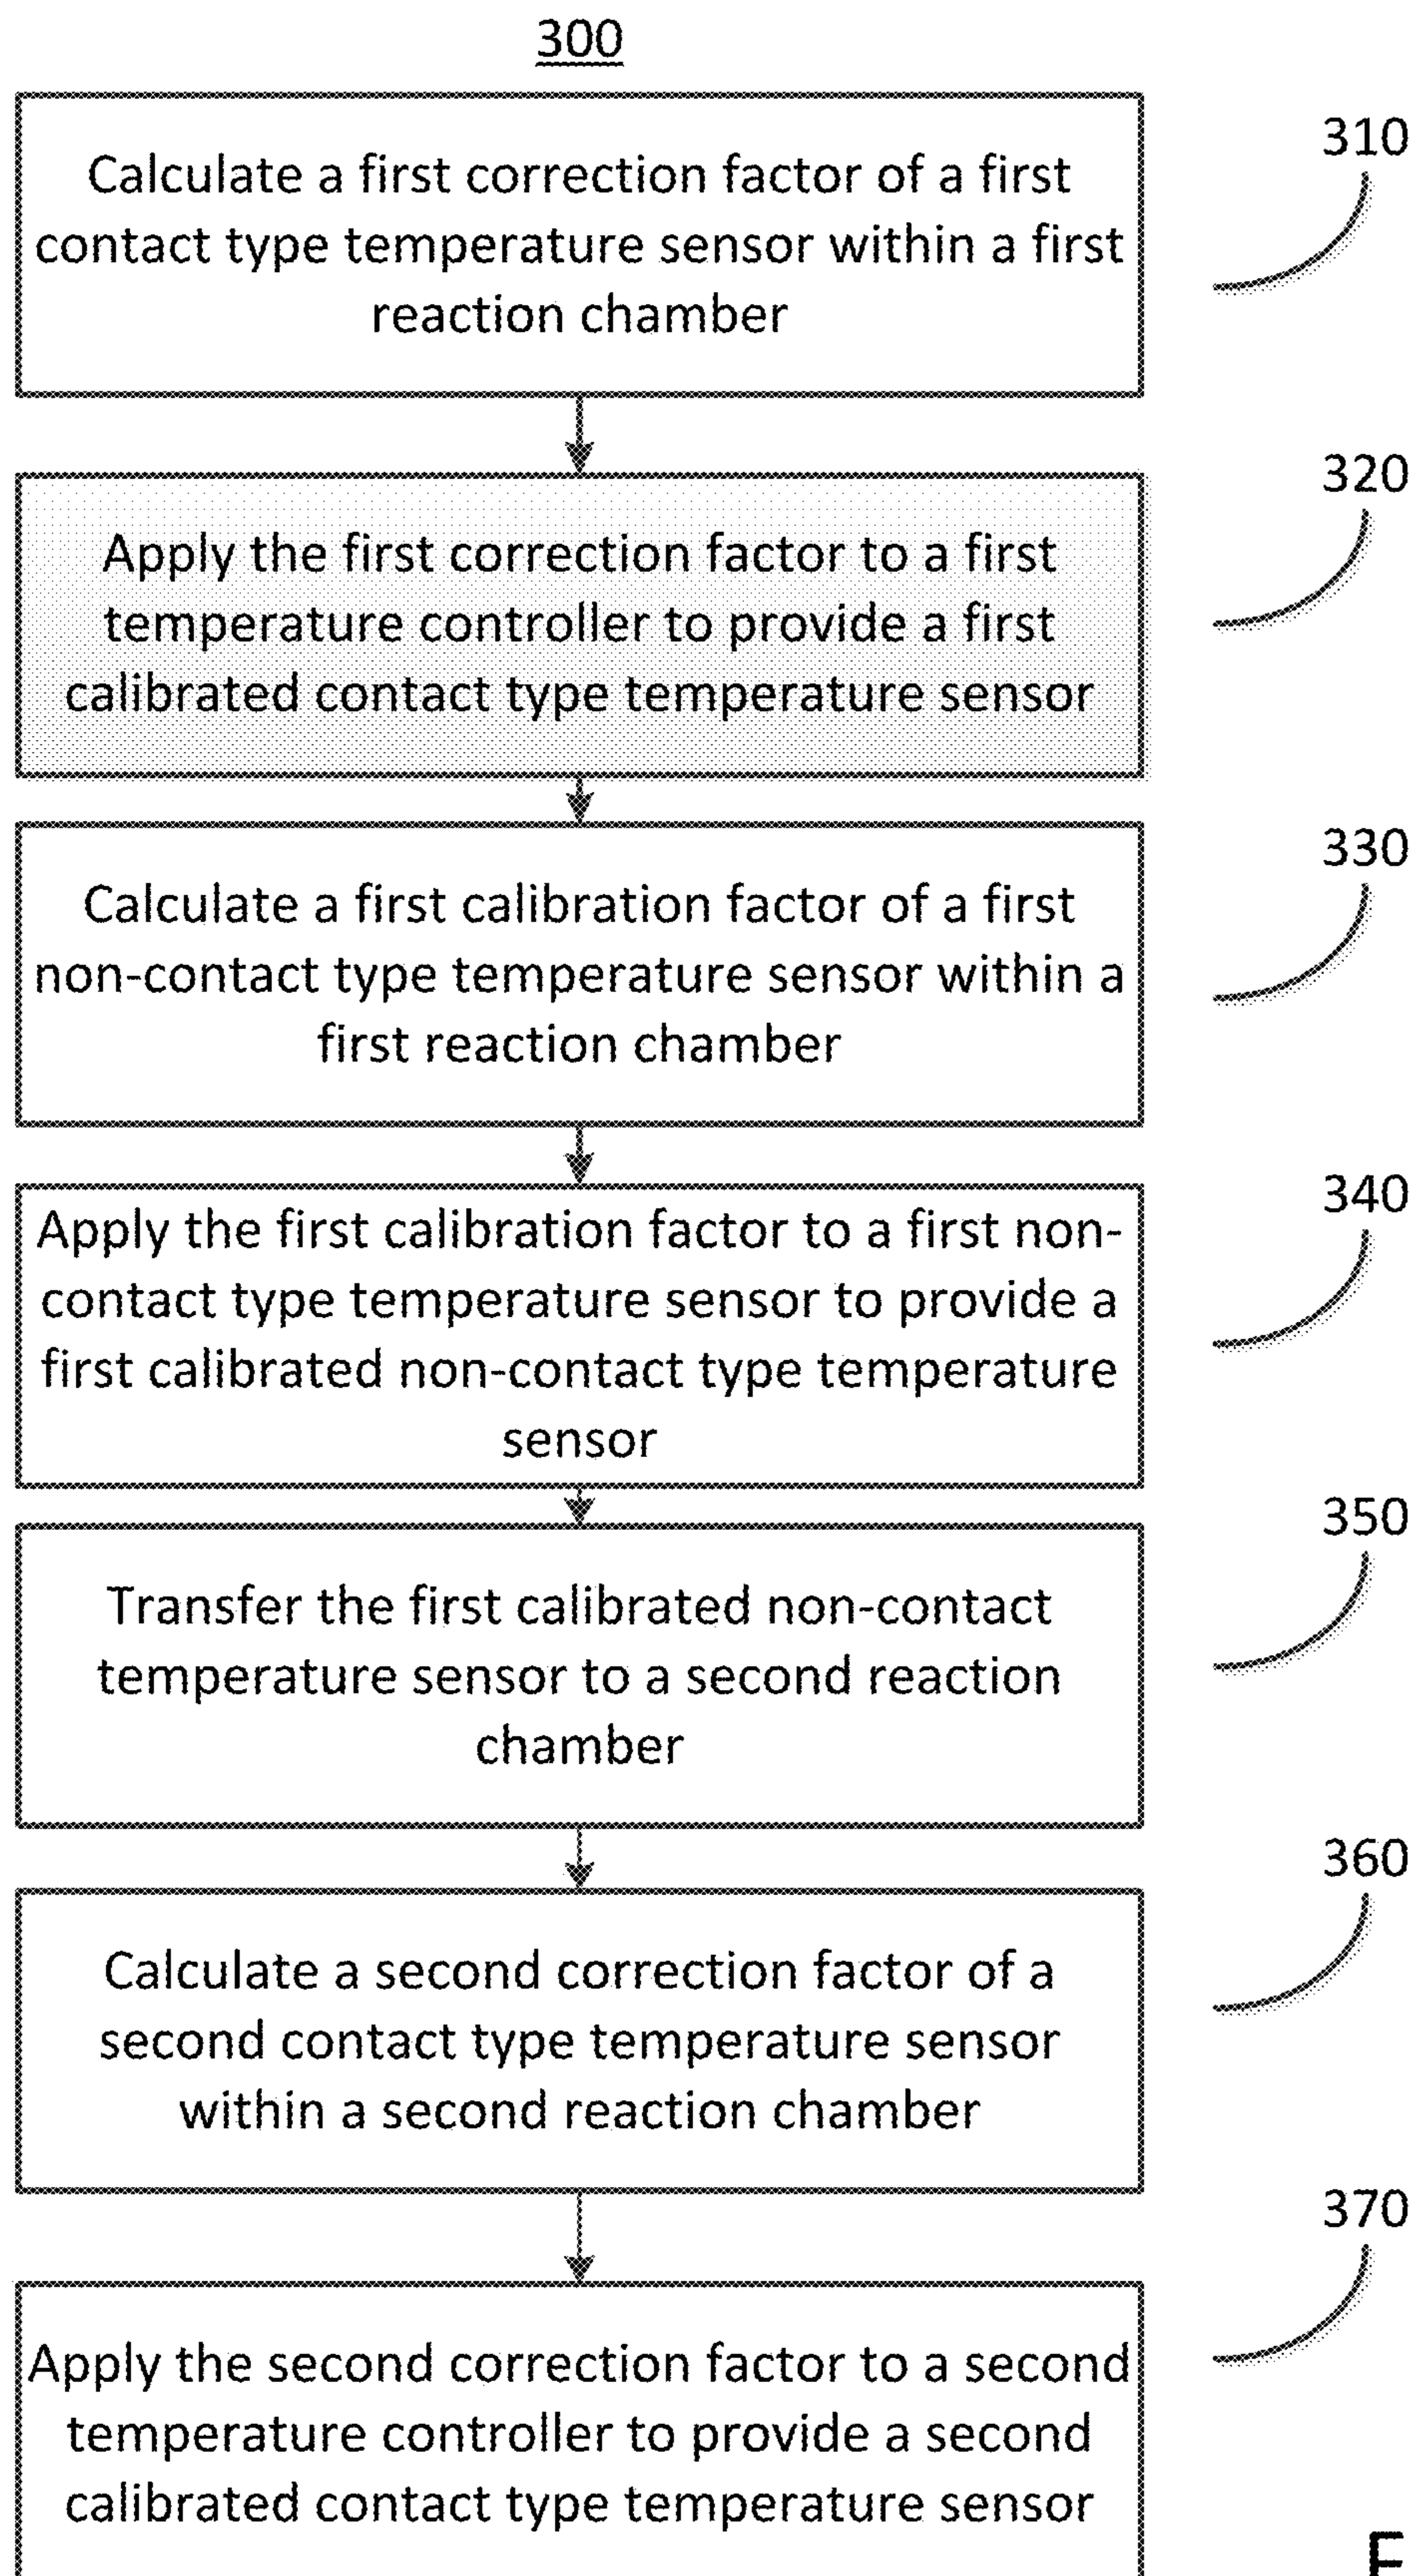 300
Calculate a first correction factor of a first
contact type temperature sensor within a first
reaction chamber
310
Apply the first correction factor to a first
temperature controller to provide a first
calibrated contact type temperature sensor
320
Calculate a first calibration factor of a first
non-contact type temperature sensor within a
first reaction chamber
330
Apply the first calibration factor to a first non-
contact type temperature sensor to provide a
first calibrated non-contact type temperature
sensor
340
Transfer the first calibrated non-contact
temperature sensor to a second reaction
chamber
350
Calculate a second correction factor of a
second contact type temperature sensor
within a second reaction chamber
360
Apply the second correction factor to a second
temperature controller to provide a second
calibrated contact type temperature sensor
370